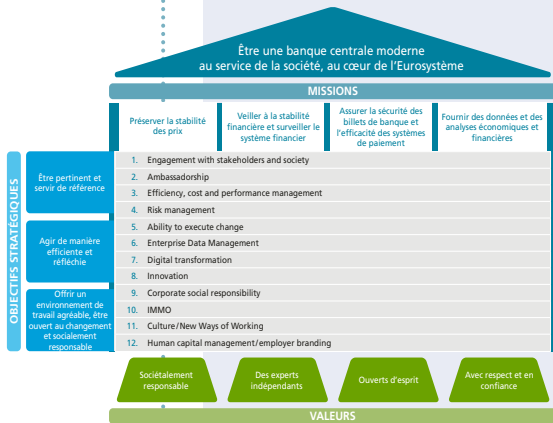 Être une banque centrale moderne
au service de la société, au cœur de l'Eurosystème
MISSIONS
Préserver la stabilité
des prix
Veiller à la stabilité
financière et surveiller le
système financier
Assurer la sécurité des
billets de banque et
l'efficacité des systèmes
de paiement
Fournir des données et des
analyses économiques et
financières
OBJECTIFS STRATÉGIQUES
Être pertinent et
servir de référence
Agir de manière
efficiente et
réfléchie
Offrir un
environnement de
travail agréable, être
ouvert au changement
et socialement
responsable
1. Engagement with stakeholders and society
2. Ambassadorship
3. Efficiency, cost and performance management
4. Risk management
5. Ability to execute change
6. Enterprise Data Management
7. Digital transformation
8. Innovation
9. Corporate social responsibility
10. IMMO
11. Culture/New Ways of Working
12. Human capital management/employer branding
Sociétalement
responsable
Des experts
indépendants
Ouverts d'esprit
Avec respect et en
confiance
VALEURS